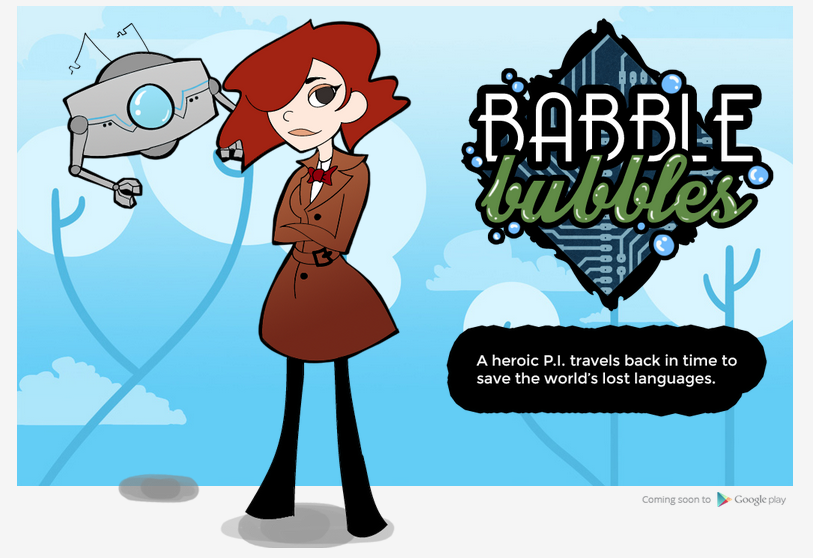 BABBLE
bubbles
A heroic P.I. travels back in time to
save the world's lost languages.
Coming soon to Google play